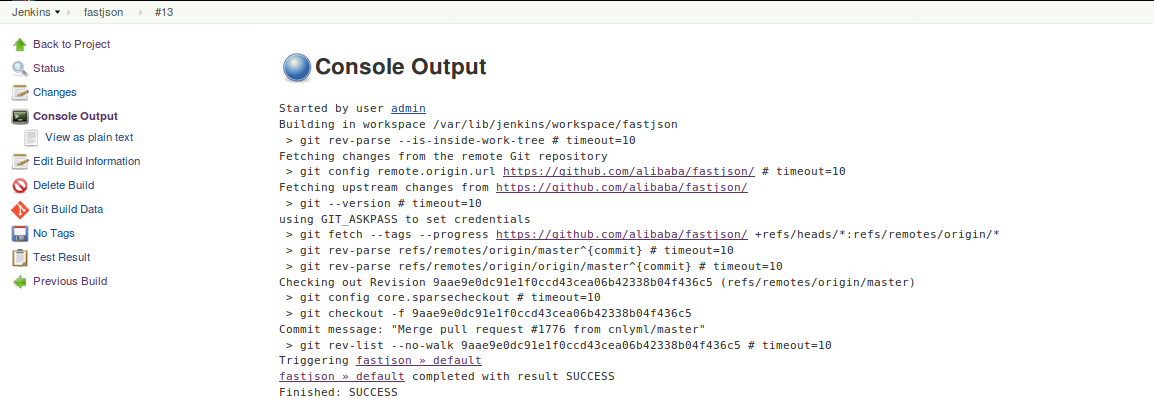 Jenkins fastjson #13
Back to Project
Status
Changes
Console Output
View as plain text
Edit Build Information
Delete Build
Git Build Data
No Tags
Test Result
Previous Build
Console Output
Started by user admin
Building in workspace /var/lib/jenkins/workspace/fastjson
> git rev-parse --is-inside-work-tree # timeout=10
Fetching changes from the remote Git repository
> git config remote.origin.url https://github.com/alibaba/fastjson/ # timeout=10
Fetching upstream changes from https://github.com/alibaba/fastjson/
> git --version # timeout=10
using GIT_ASKPASS to set credentials
> git fetch --tags --progress https://github.com/alibaba/fastjson/ +refs/heads/*:refs/remotes/origin/*
> git rev-parse refs/remotes/origin/master^{commit} # timeout=10
> git rev-parse refs/remotes/origin/origin/master^{commit} # timeout=10
Checking out Revision 9aae9e0dc91e1f0ccd43cea06b42338b04f436c5 (refs/remotes/origin/master)
> git config core.sparsecheckout # timeout=10
> git checkout -f 9aae9e0dc91e1f0ccd43cea06b42338b04f436c5
Commit message: "Merge pull request #1776 from cnlyml/master"
> git rev-list --no-walk 9aae9e0dc91e1f0ccd43cea06b42338b04f436c5 # timeout=10
Triggering fastjson » default
fastjson » default completed with result SUCCESS
Finished: SUCCESS